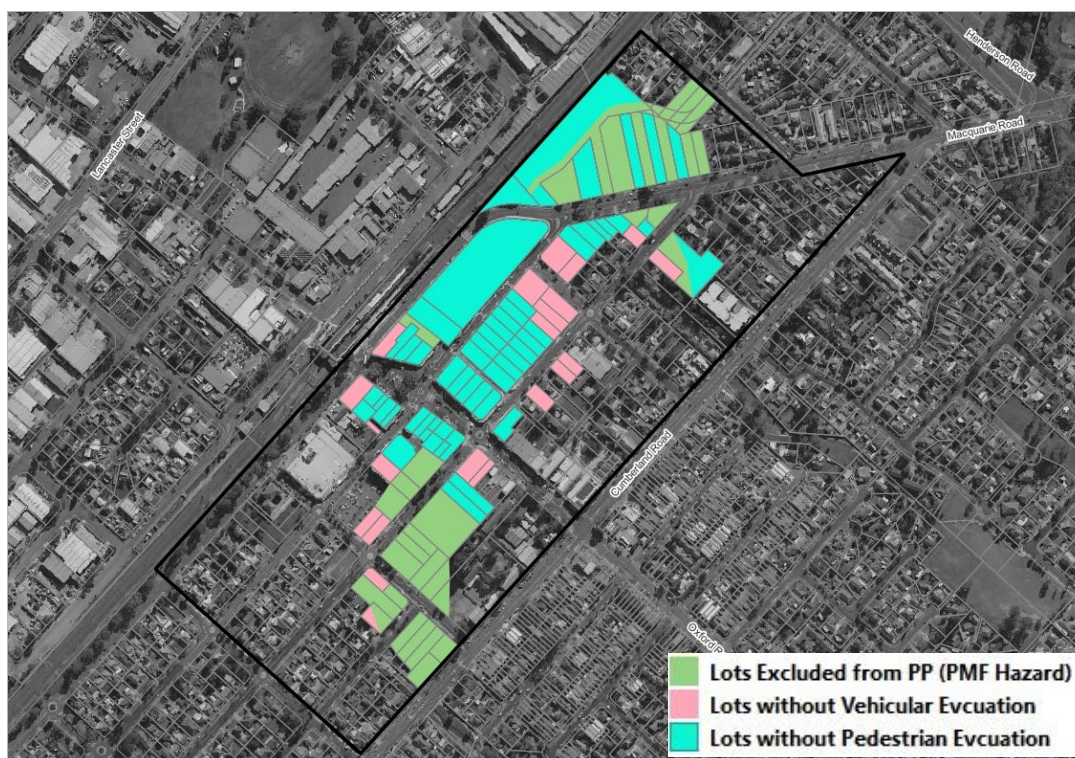 Henderson Road
Lancaster Street
Macquarie Road
Cumberland Road
Oxford R
Lots Excluded from PP (PMF Hazard)
Lots without Vehicular Evcuation
Lots without Pedestrian Evcuation